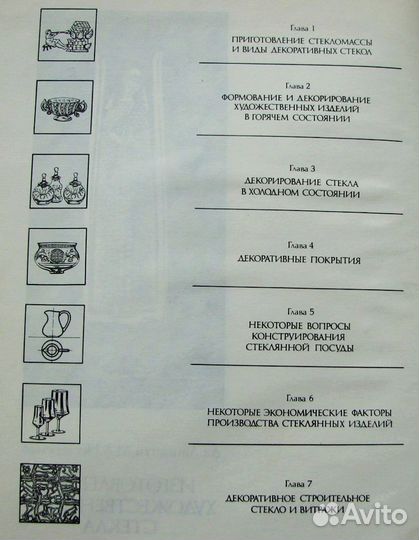 Глава 1
ПРИГОТОВЛЕНИЕ СТЕКЛОМАССЫ
И ВИДЫ ДЕКОРАТИВНЫХ СТЕКОЛ
Глава 2
ФОРМОВАНИЕ И ДЕКОРИРОВАНИЕ
ХУДОЖЕСТВЕННЫХ ИЗДЕЛИЙ
В ГОРЯЧЕМ СОСТОЯНИИ
Глава 3
ДЕКОРИРОВАНИЕ СТЕКЛА
В ХОЛОДНОМ СОСТОЯНИИ
Глава 4
ДЕКОРАТИВНЫЕ ПОКРЫТИЯ
Глава 5
НЕКОТОРЫЕ ВОПРОСЫ
КОНСТРУИРОВАНИЯ
СТЕКЛЯННОЙ ПОСУДЫ
Глава 6
НЕКОТОРЫЕ ЭКОНОМИЧЕСКИЕ ФАКТОРЫ
ПРОИЗВОДСТВА СТЕКЛЯННЫХ ИЗДЕЛИЙ
Глава 7
ДЕКОРАТИВНОЕ СТРОИТЕЛЬНОЕ
СТЕКЛО И ВИТРАЖИ
Avito